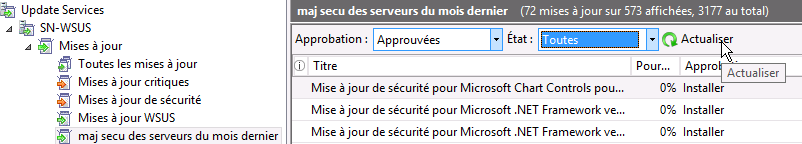 Update Services
SN-WSUS
Mises à jour
Toutes les mises à jour
Mises à jour critiques
Mises à jour de sécurité
Mises à jour WSUS
maj secu des serveurs du mois dernier
maj secu des serveurs du mois dernier (72 mises à jour sur 573 affichées, 3177 au total)
Approbation : Approuvées État : Toutes Actualiser
Titre Pour... Approb
Actualiser
Mise à jour de sécurité pour Microsoft Chart Controls pou... 0% Installer
Mise à jour de sécurité pour Microsoft .NET Framework ve... 0% Installer
Mise à jour de sécurité pour Microsoft .NET Framework ve... 0% Installer